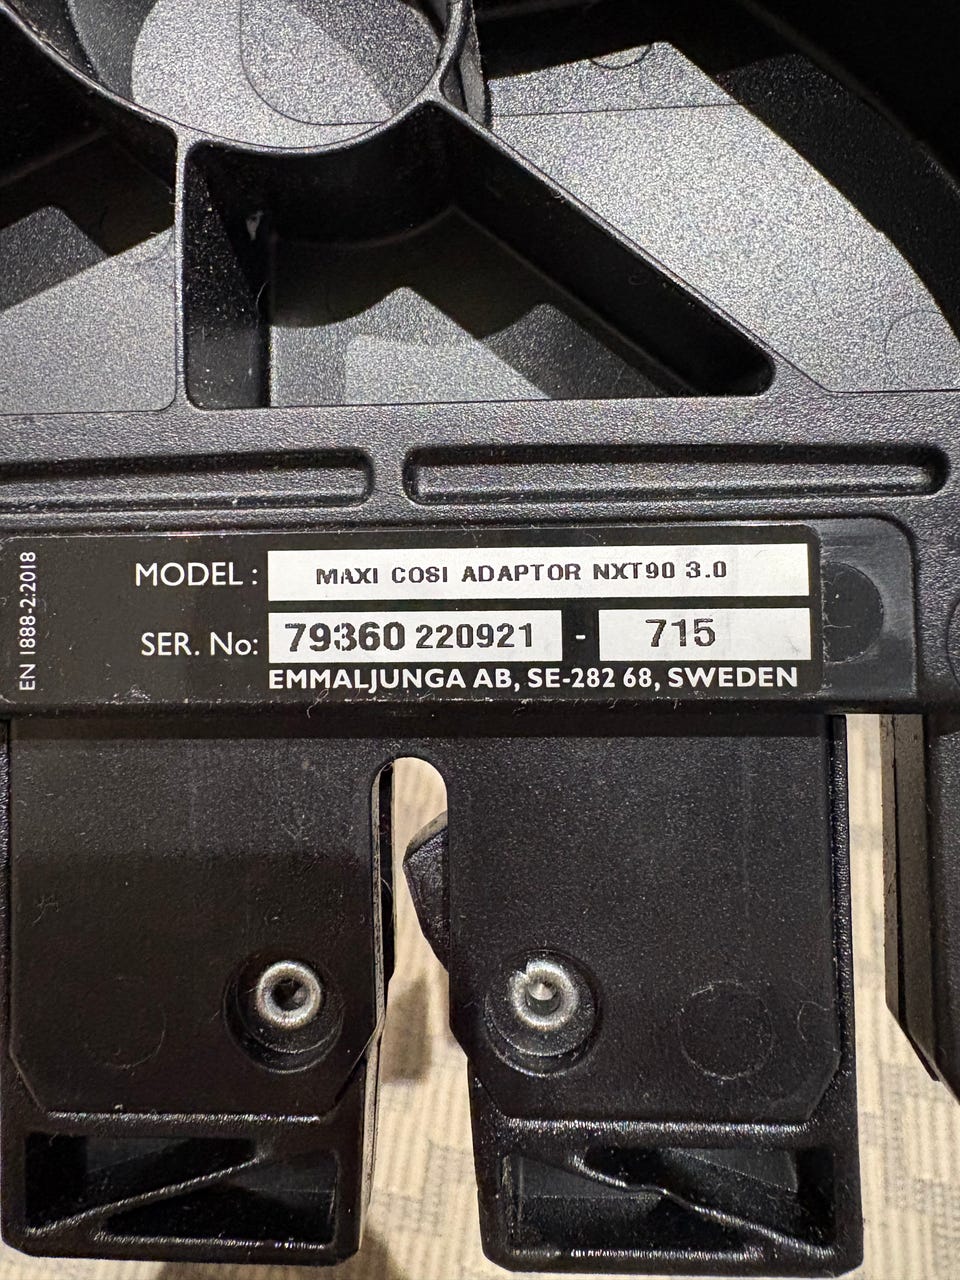 EN 1888-2:2018
MODEL : MAXI COSI ADAPTOR NXT90 3.0
SER. No: 79360 220921 - 715
EMMALJUNGA AB, SE-282 68, SWEDEN